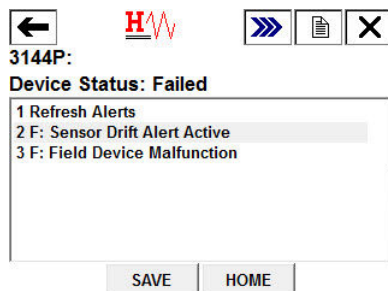 H
3144P:
Device Status: Failed
1 Refresh Alerts
2 F: Sensor Drift Alert Active
3 F: Field Device Malfunction
SAVE HOME